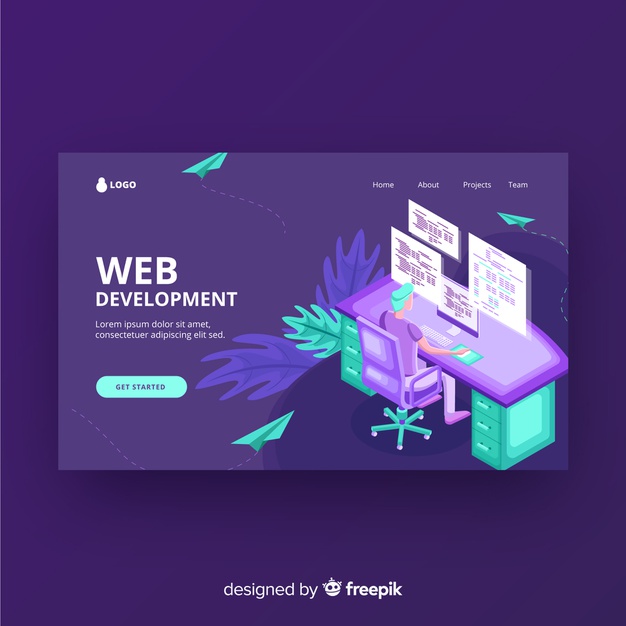 LOGO
Home About Projects Team
WEB
DEVELOPMENT
Lorem ipsum dolor sit amet,
consectetuer adipiscing elit sed.
GET STARTED
designed by freepik